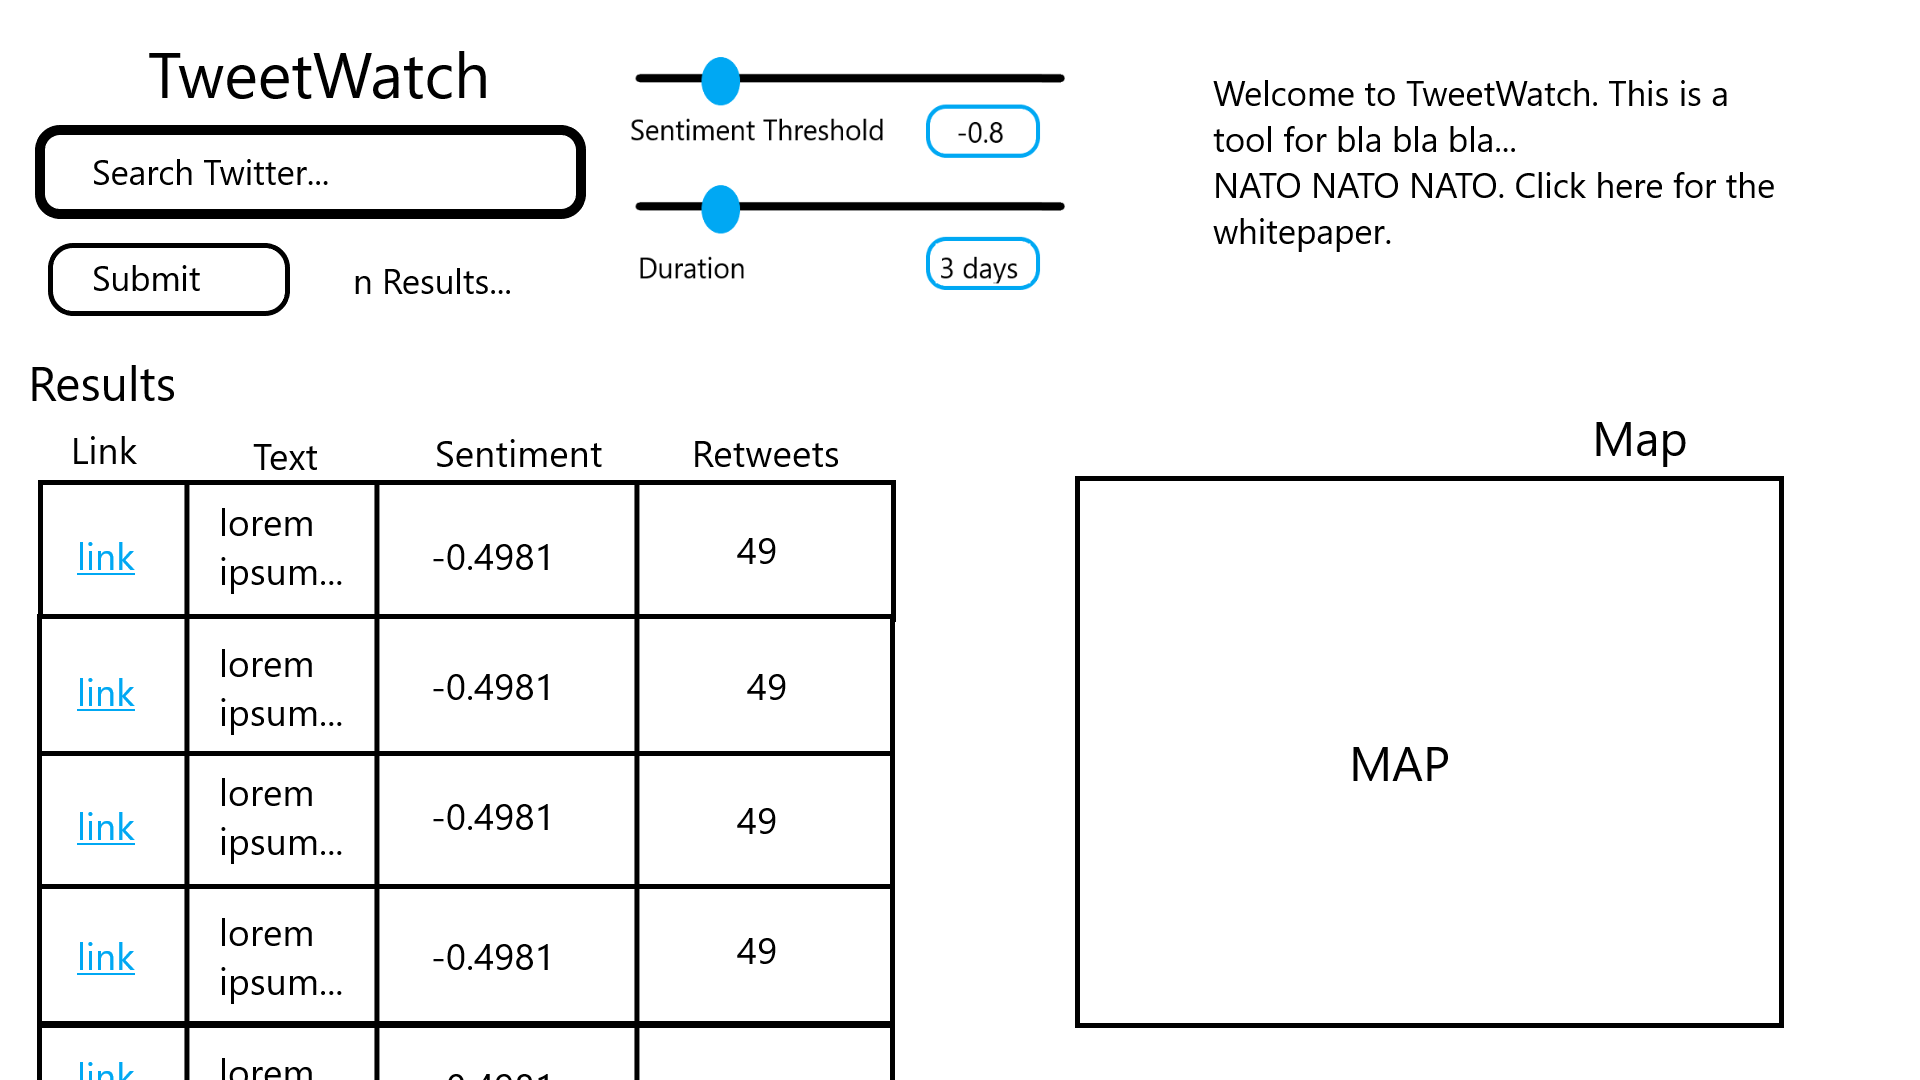 TweetWatch
Search Twitter...
Submit
n Results...
Sentiment Threshold
-0.8
Duration
3 days
Welcome to TweetWatch. This is a
tool for bla bla bla...
NATO NATO NATO. Click here for the
whitepaper.
Results
Link Text Sentiment Retweets
link
lorem
ipsum...
-0.4981
49
link
lorem
ipsum...
-0.4981
49
link
lorem
ipsum...
-0.4981
49
link
lorem
ipsum...
-0.4981
49
link
lorem
-0.4981
Map
MAP